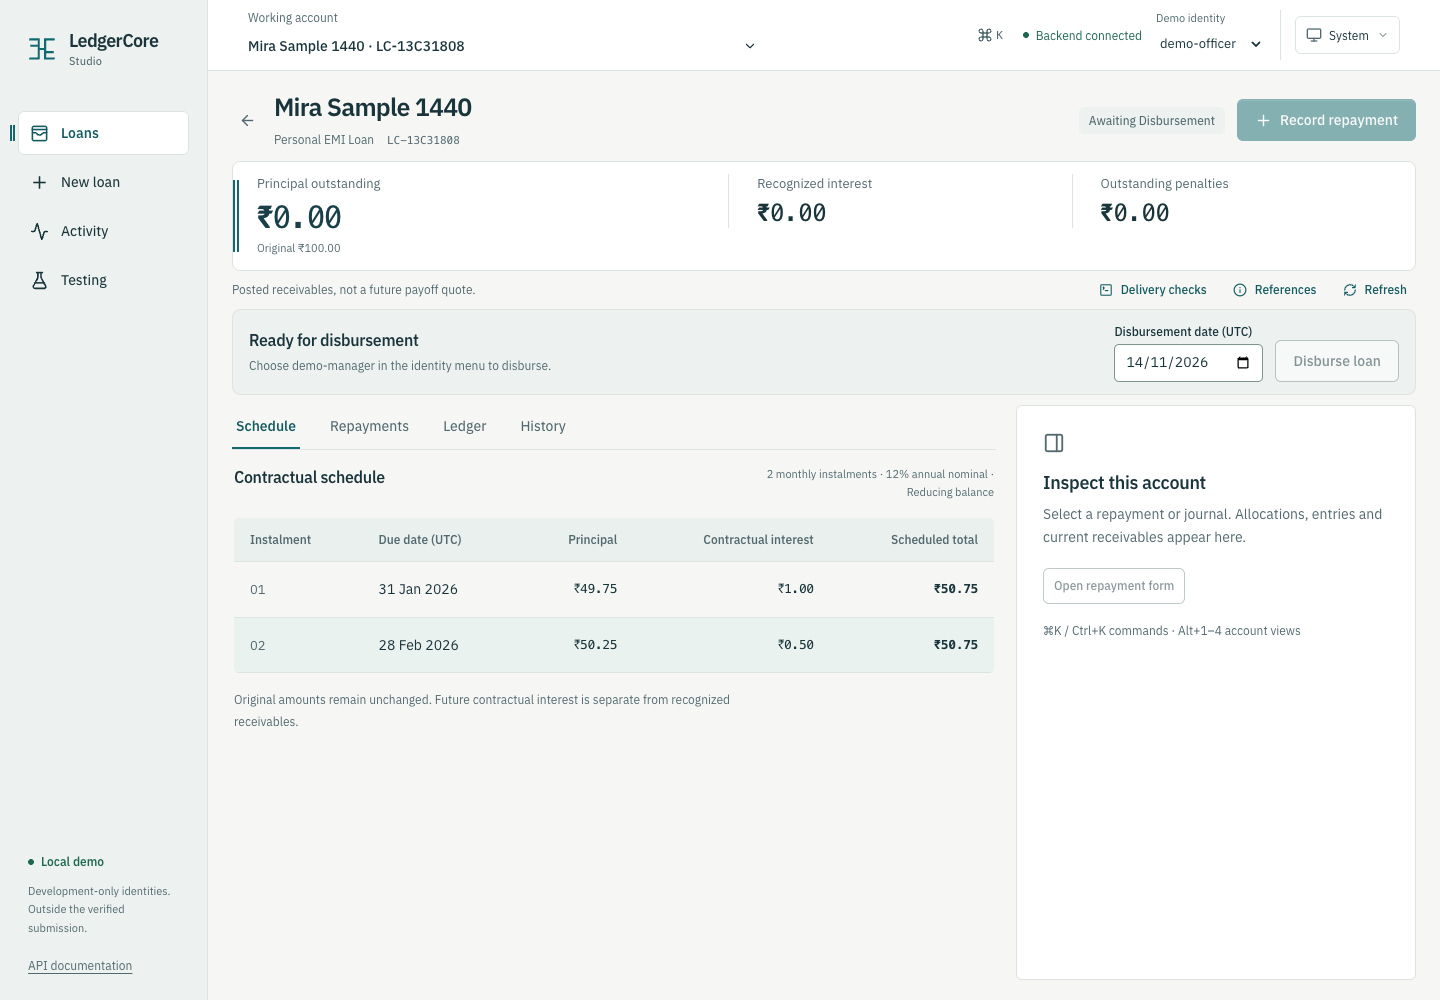 LedgerCore
Studio
Loans
New loan
Activity
Testing
Local demo
Development-only identities.
Outside the verified
submission.
API documentation
Working account
Mira Sample 1440 · LC-13C31808
⌘ K
Backend connected
Demo identity
demo-officer
System
Mira Sample 1440
Personal EMI Loan LC-13C31808
Awaiting Disbursement
Record repayment
Principal outstanding
₹0.00
Original ₹100.00
Recognized interest
₹0.00
Outstanding penalties
₹0.00
Posted receivables, not a future payoff quote.
Delivery checks
References
Refresh
Ready for disbursement
Choose demo-manager in the identity menu to disburse.
Disbursement date (UTC)
14/11/2026
Disburse loan
Schedule Repayments Ledger History
Contractual schedule
2 monthly instalments · 12% annual nominal ·
Reducing balance
Instalment Due date (UTC) Principal Contractual interest Scheduled total
01 31 Jan 2026 ₹49.75 ₹1.00 ₹50.75
02 28 Feb 2026 ₹50.25 ₹0.50 ₹50.75
Original amounts remain unchanged. Future contractual interest is separate from recognized
receivables.
Inspect this account
Select a repayment or journal. Allocations, entries and
current receivables appear here.
Open repayment form
⌘K / Ctrl+K commands · Alt+1–4 account views